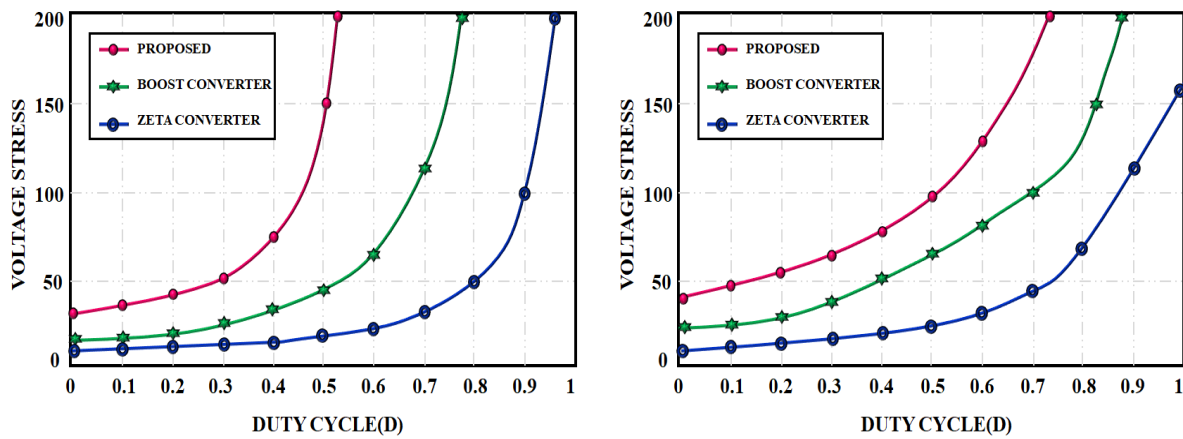 200
150
100
50
0
VOLTAGE STRESS
PROPOSED
BOOST CONVERTER
ZETA CONVERTER
0 0.1 0.2 0.3 0.4 0.5 0.6 0.7 0.8 0.9 1
DUTY CYCLE(D)
200
150
100
50
0
VOLTAGE STRESS
PROPOSED
BOOST CONVERTER
ZETA CONVERTER
0 0.1 0.2 0.3 0.4 0.5 0.6 0.7 0.8 0.9 1
DUTY CYCLE(D)